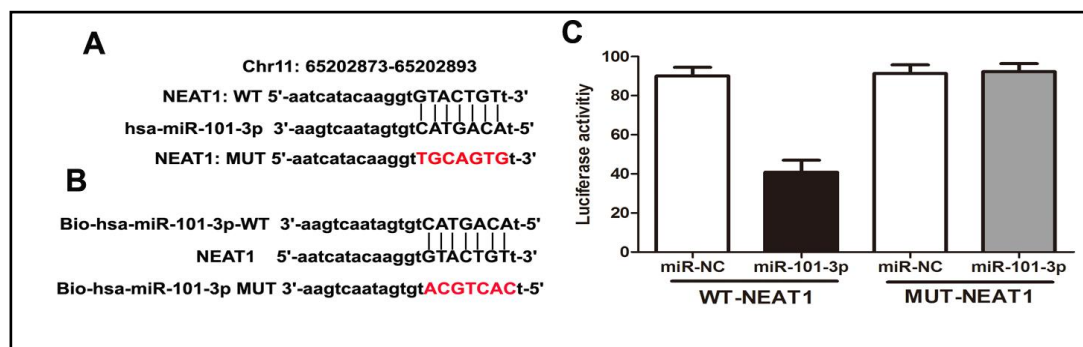 A
Chr11: 65202873-65202893
NEAT1: WT 5'-aatcatacaaggtGTACTGTt-3'
hsa-miR-101-3p 3'-aagtcaatagtgtCATGACAt-5'
NEAT1: MUT 5'-aatcatacaaggtTGCAGTGt-3'
B
Bio-hsa-miR-101-3p-WT 3'-aagtcaatagtgtCATGACAt-5'
NEAT1 5'-aatcatacaaggtGTACTGTt-3'
Bio-hsa-miR-101-3p MUT 3'-aagtcaatagtgtACGTCACt-5'
C
Luciferase activitiy
100
80
60
40
20
0
miR-NC miR-101-3p miR-NC miR-101-3p
WT-NEAT1 MUT-NEAT1